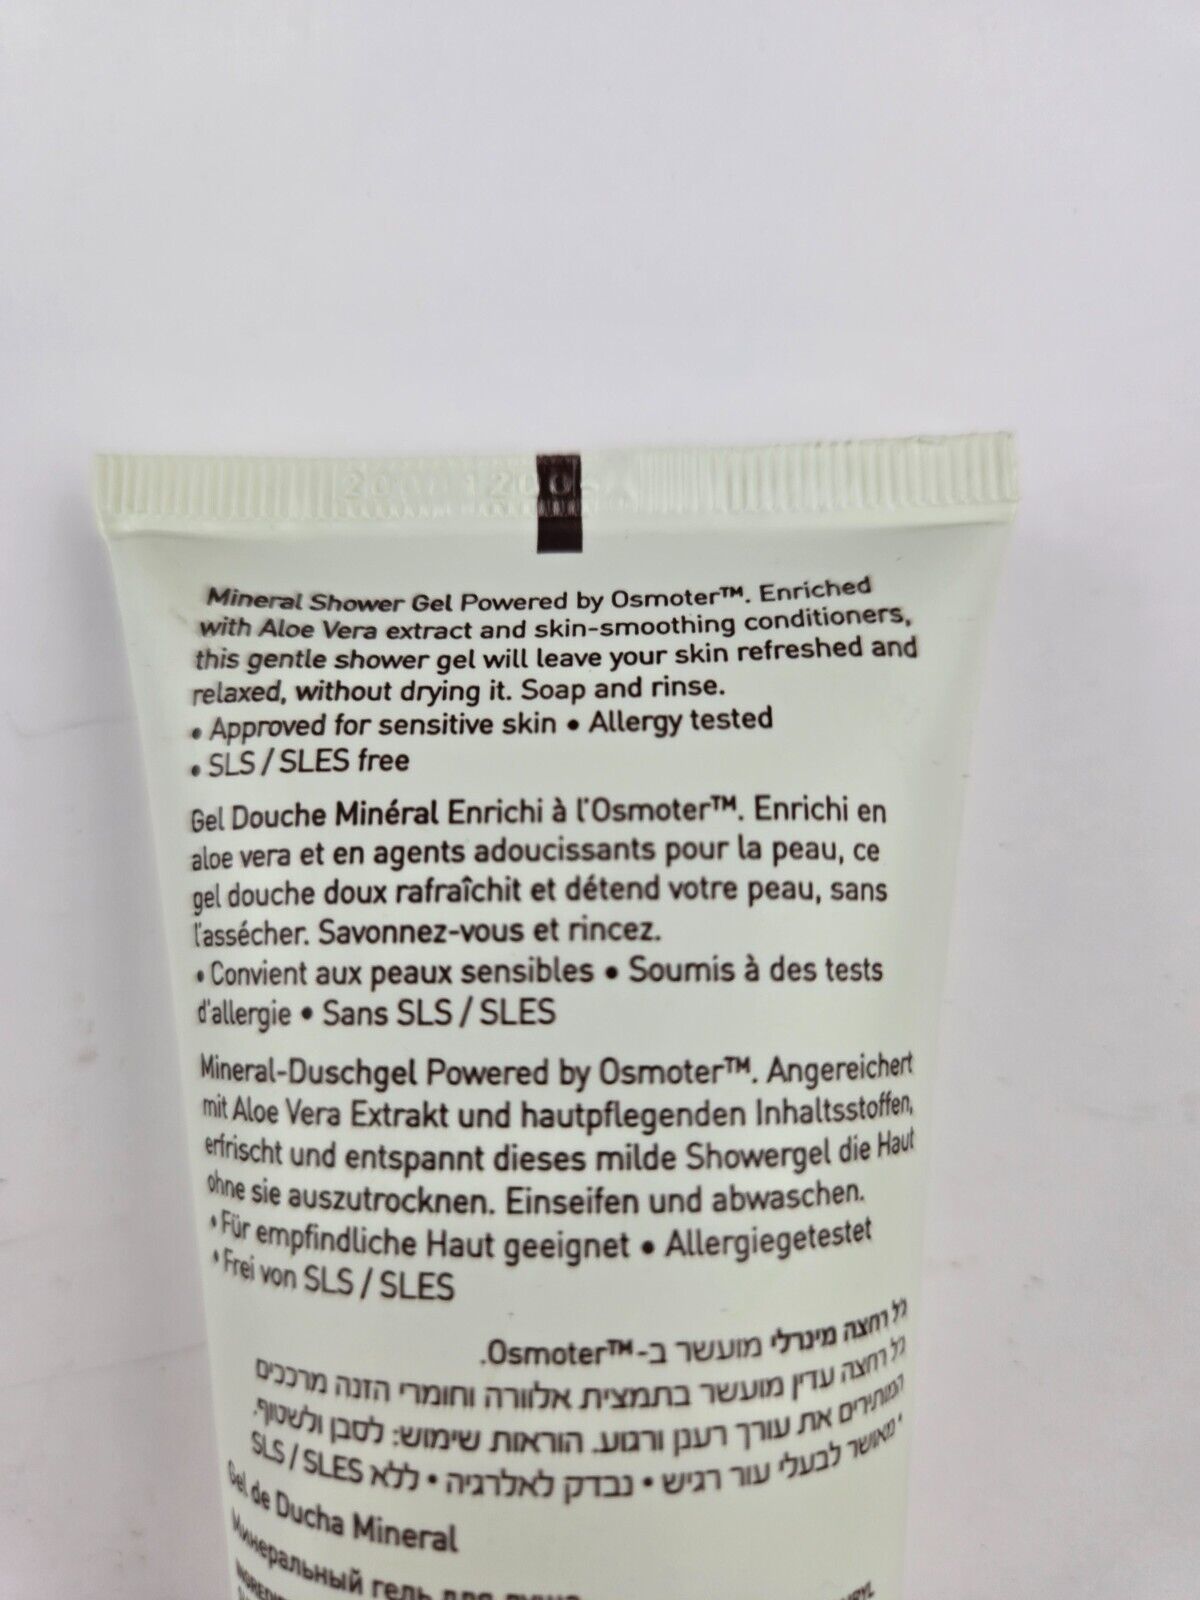 Mineral Shower Gel Powered by Osmoter™. Enriched
with Aloe Vera extract and skin-smoothing conditioners,
this gentle shower gel will leave your skin refreshed and
relaxed, without drying it. Soap and rinse.
• Approved for sensitive skin • Allergy tested
• SLS / SLES free
Gel Douche Minéral Enrichi à l'Osmoter™. Enrichi en
aloe vera et en agents adoucissants pour la peau, ce
gel douche doux rafraîchit et détend votre peau, sans
l'assécher. Savonnez-vous et rincez.
• Convient aux peaux sensibles • Soumis à des tests
d'allergie • Sans SLS / SLES
Mineral-Duschgel Powered by Osmoter™. Angereichert
mit Aloe Vera Extrakt und hautpflegenden Inhaltsstoffen,
erfrischt und entspannt dieses milde Showergel die Haut
ohne sie auszutrocknen. Einseifen und abwaschen.
• Für empfindliche Haut geeignet • Allergiegetestet
• Frei von SLS / SLES
ג'ל רחצה מינרלי מועשר ב-Osmoter™.
ג'ל רחצה עדין מועשר בתמצית אלוורה וחומרי הזנה מרככים
המותירים את עורך רענן ורגוע. הוראות שימוש: לסבן ולשטוף.
• מאושר לבעלי עור רגיש • נבדק לאלרגיה • ללא SLS / SLES
Gel de Ducha Mineral
Минеральный гель для душа